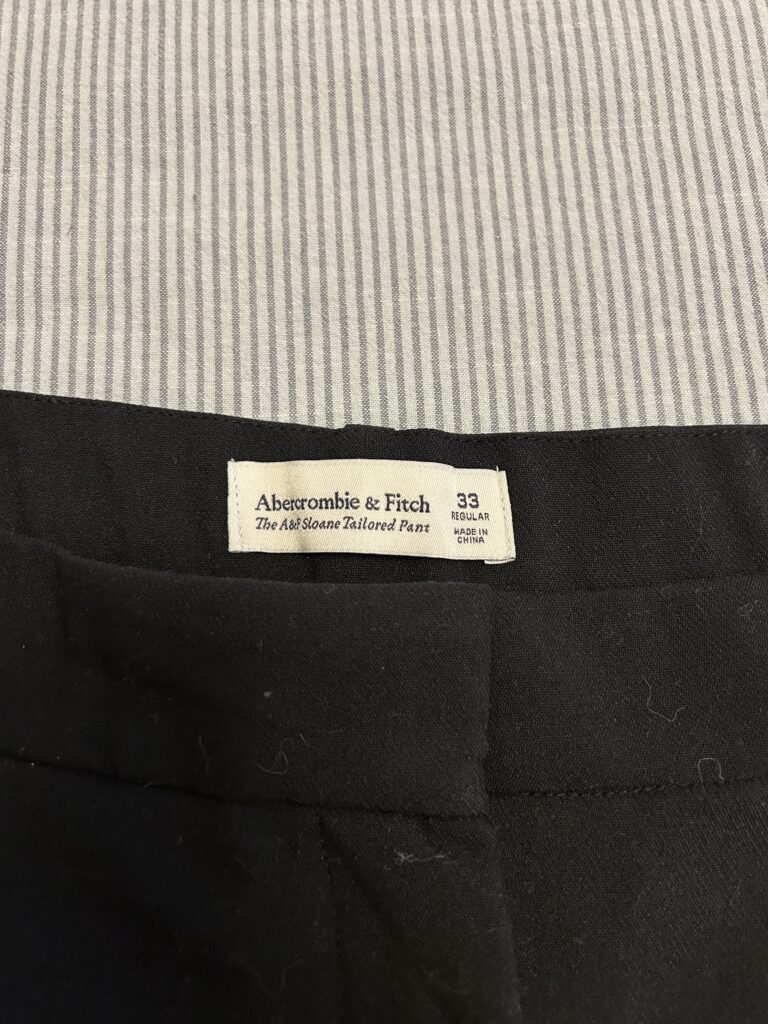 Abercrombie & Fitch
The A&F Sloane Tailored Pant
33
REGULAR
MADE IN
CHINA